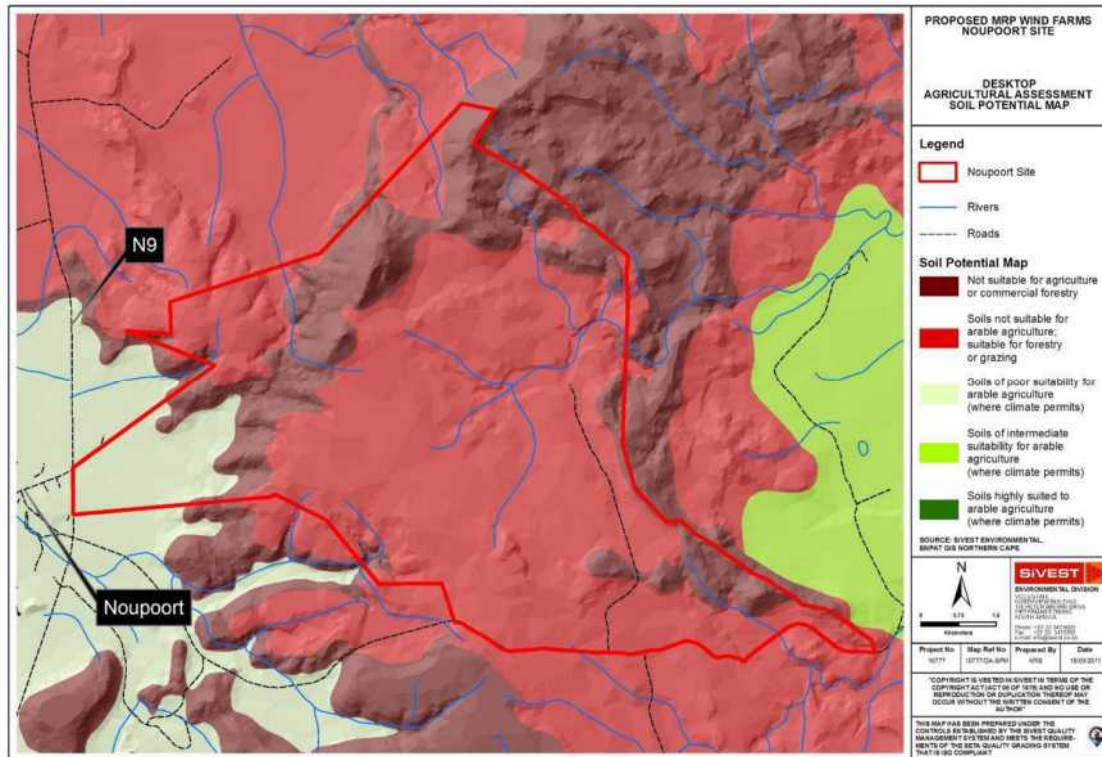 PROPOSED MRP WIND FARMS
NOUPOORT SITE
DESKTOP
AGRICULTURAL ASSESSMENT
SOIL POTENTIAL MAP
Legend
Noupoort Site
Rivers
Roads
Soil Potential Map
Not suitable for agriculture
or commercial forestry
Soils not suitable for
arable agriculture;
suitable for forestry
or grazing
Soils of poor suitability for
arable agriculture
(where climate permits)
Soils of intermediate
suitability for arable
agriculture
(where climate permits)
Soils highly suited to
arable agriculture
(where climate permits)
SOURCE: SIVEST ENVIRONMENTAL,
ENPAT GIS NORTHERN CAPE
N
Kilometers
SiVEST
ENVIRONMENTAL DIVISION
SOUTH AFRICA
Project No
Map Ref No
Prepared By
Date
"COPYRIGHT IS VESTED IN SIVEST IN TERMS OF THE
COPYRIGHT ACT (ACT 98 OF 1978) AND NO USE OR
REPRODUCTION OR DUPLICATION THEREOF MAY
OCCUR WITHOUT THE WRITTEN CONSENT OF THE
AUTHOR"
THIS MAP HAS BEEN PREPARED UNDER THE
CONTROLS ESTABLISHED BY THE SIVEST QUALITY
MANAGEMENT SYSTEM AND MEETS THE REQUIRE-
MENTS OF THE SETA QUALITY GRADING SYSTEM
THAT IS ISO COMPLIANT
N9
Noupoort